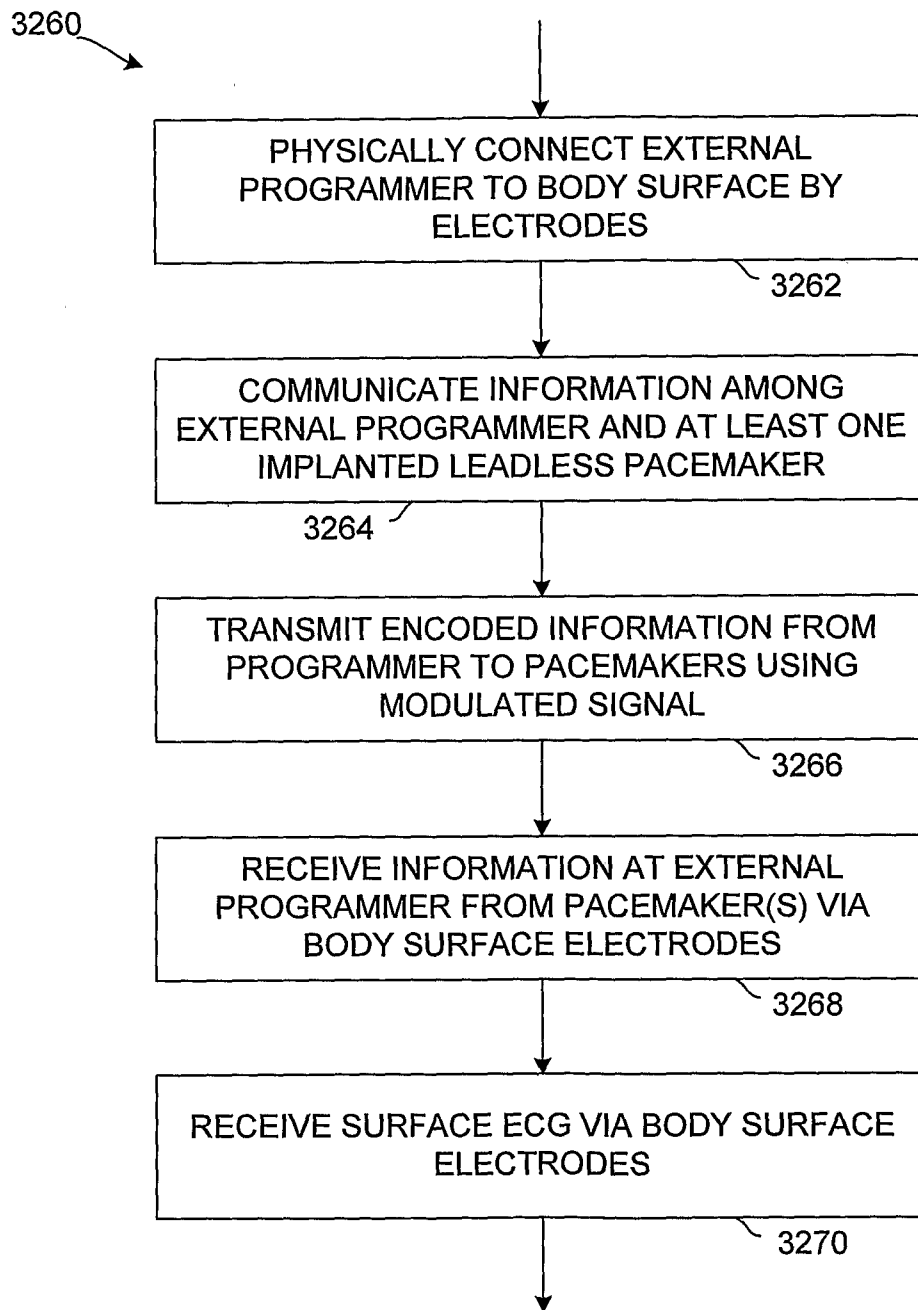 3260
PHYSICALLY CONNECT EXTERNAL
PROGRAMMER TO BODY SURFACE BY
ELECTRODES
3262
COMMUNICATE INFORMATION AMONG
EXTERNAL PROGRAMMER AND AT LEAST ONE
IMPLANTED LEADLESS PACEMAKER
3264
TRANSMIT ENCODED INFORMATION FROM
PROGRAMMER TO PACEMAKERS USING
MODULATED SIGNAL
3266
RECEIVE INFORMATION AT EXTERNAL
PROGRAMMER FROM PACEMAKER(S) VIA
BODY SURFACE ELECTRODES
3268
RECEIVE SURFACE ECG VIA BODY SURFACE
ELECTRODES
3270